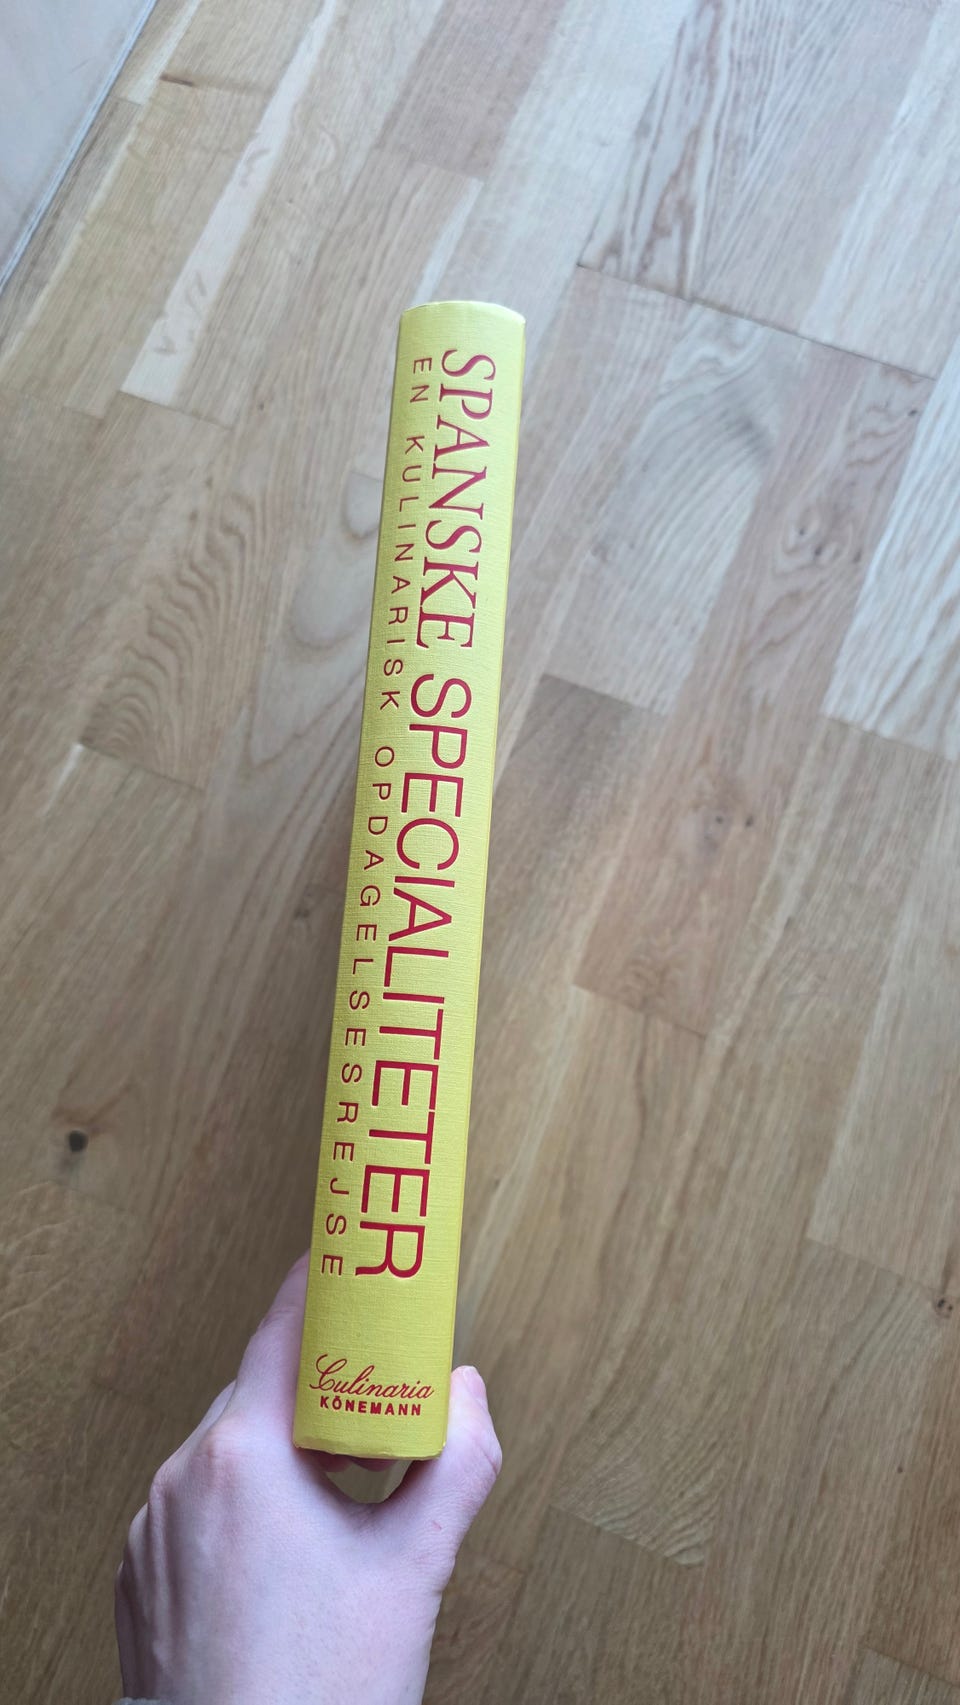 SPANSKE SPECIALITETER
EN KULINARISK OPDAGELSESREJSE
Culinaria
KÖNEMANN